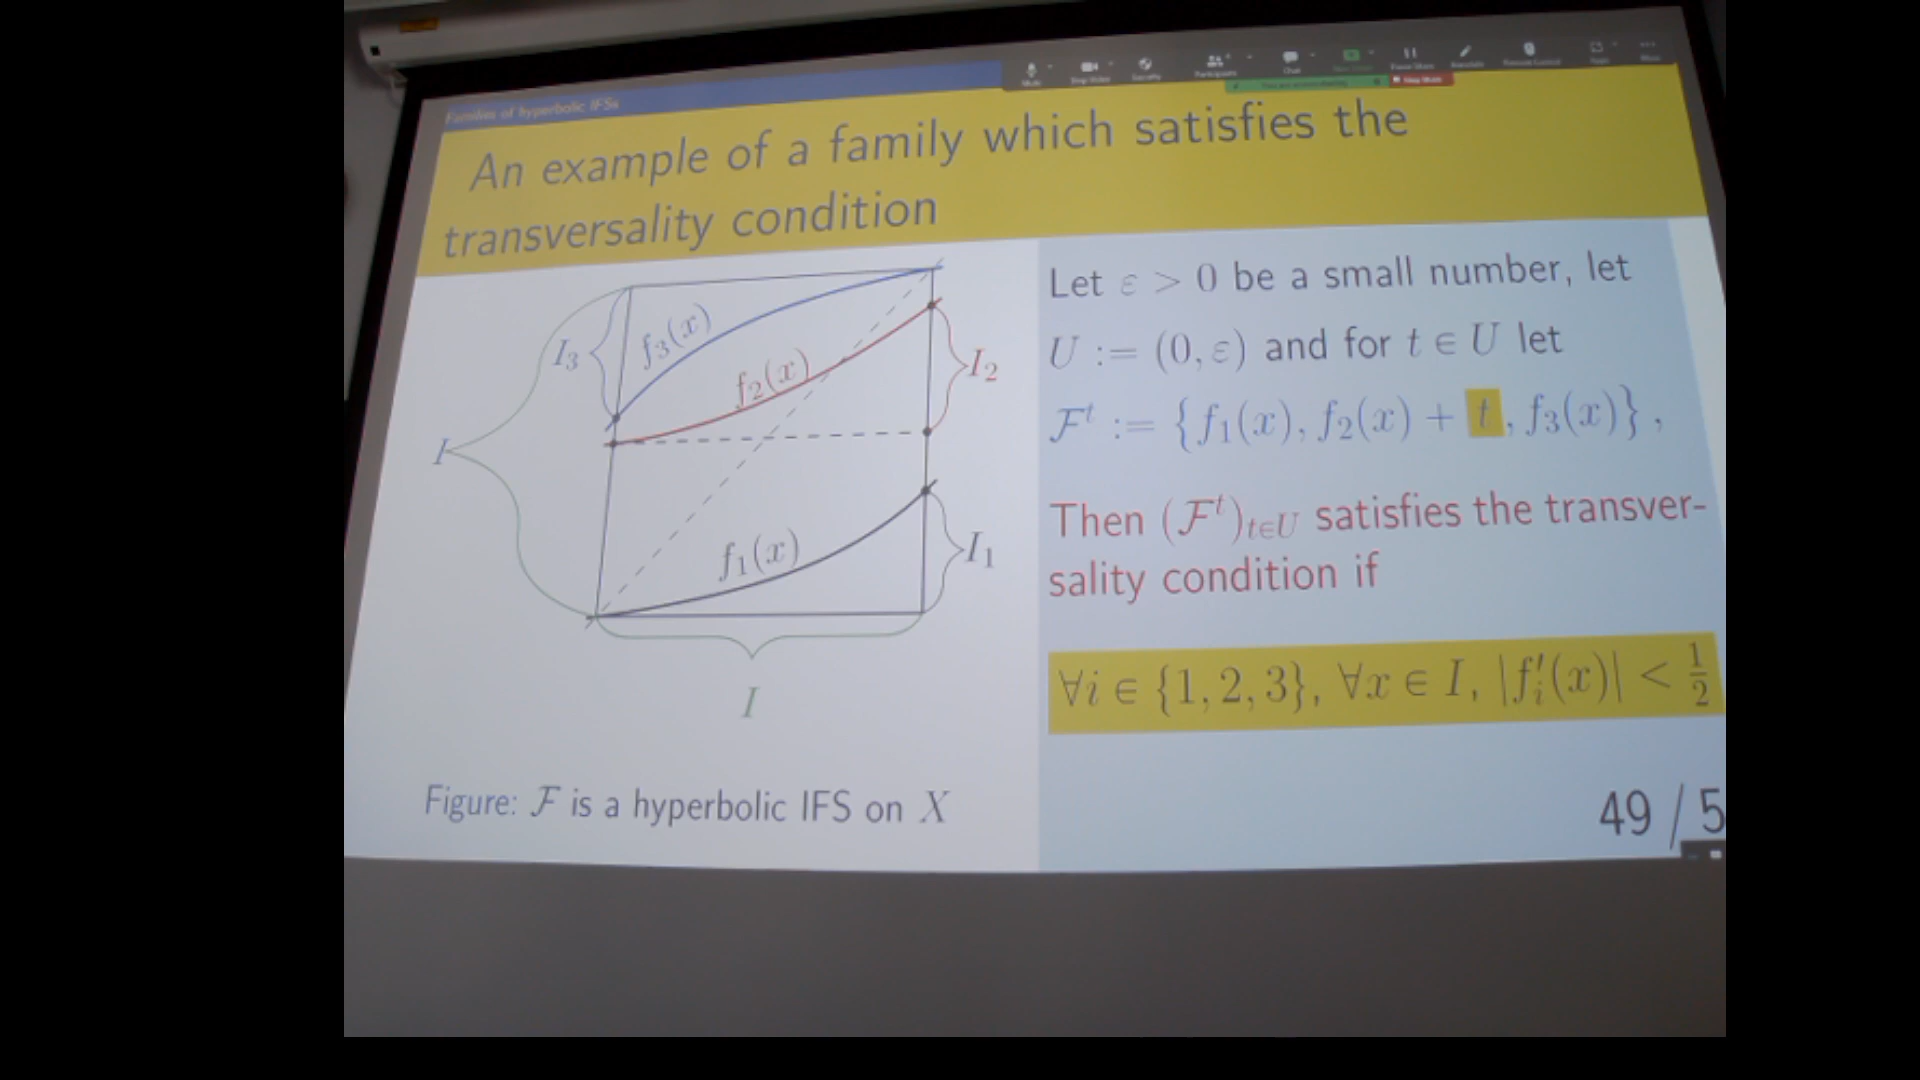 Families of hyperbolic IFSs
An example of a family which satisfies the
transversality condition
I₃
f₃(x)
f₂(x)
I₂
I
f₁(x)
I₁
I
Figure: ℱ is a hyperbolic IFS on X
Let ε > 0 be a small number, let
U := (0, ε) and for t ∈ U let
ℱᵗ := {f₁(x), f₂(x) + t, f₃(x)},
Then (ℱᵗ)ₜ∈U satisfies the transver-
sality condition if
∀i ∈ {1, 2, 3}, ∀x ∈ I, |f′ᵢ(x)| < 1/2
49 / 5